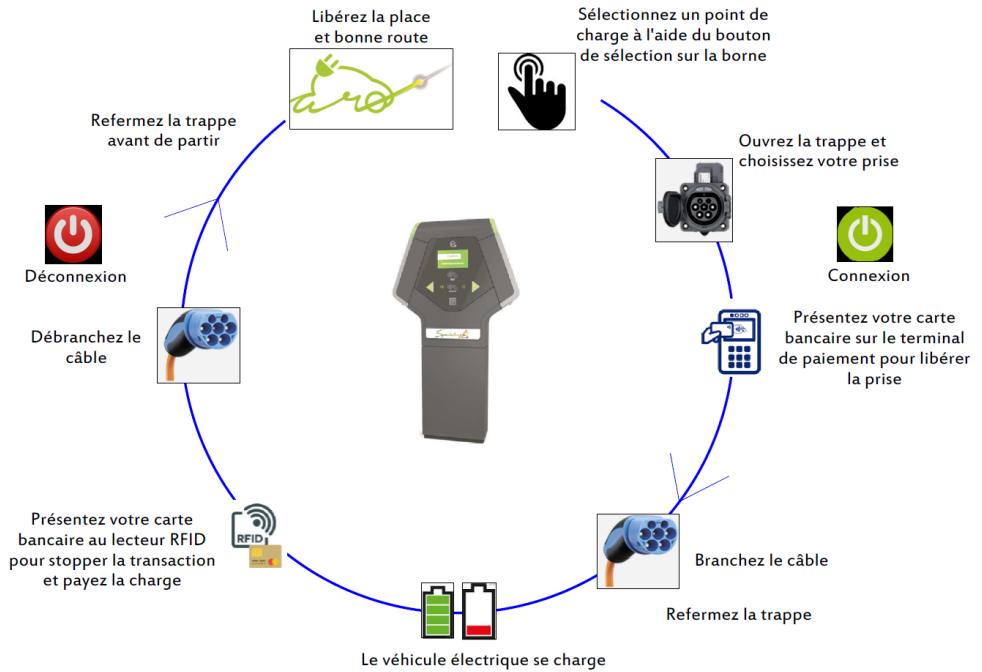 Sélectionnez un point de
charge à l'aide du bouton
de sélection sur la borne
Ouvrez la trappe et
choisissez votre prise
Connexion
Présentez votre carte
bancaire sur le terminal
de paiement pour libérer
la prise
Branchez le câble
Refermez la trappe
Le véhicule électrique se charge
Présentez votre carte
bancaire au lecteur RFID
pour stopper la transaction
et payez la charge
RFID
Débranchez le
câble
Déconnexion
Refermez la trappe
avant de partir
Libérez la place
et bonne route